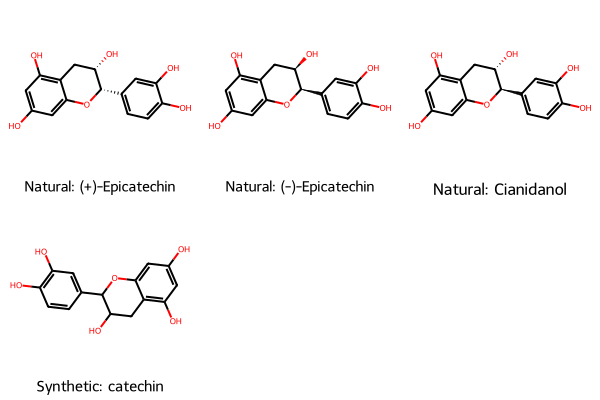 OH
OH
OH
OH
O
HO
OH
OH
OH
OH
O
HO
OH
OH
OH
OH
O
HO
Natural: (+)-Epicatechin
Natural: (-)-Epicatechin
Natural: Cianidanol
HO
HO
O
OH
HO
OH
Synthetic: catechin